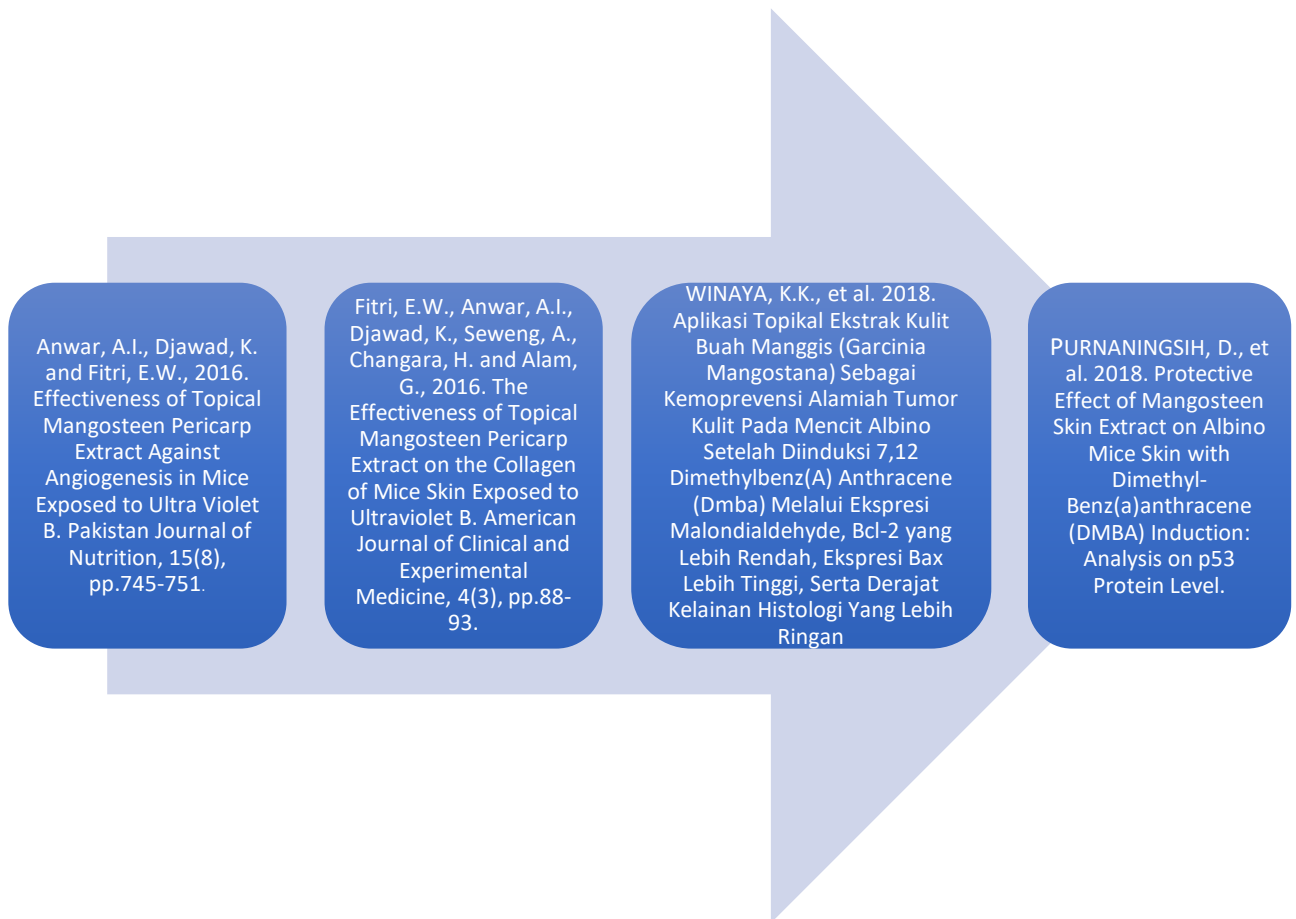 Anwar, A.I., Djawad, K.
and Fitri, E.W., 2016.
Effectiveness of Topical
Mangosteen Pericarp
Extract Against
Angiogenesis in Mice
Exposed to Ultra Violet
B. Pakistan Journal of
Nutrition, 15(8),
pp.745-751.
Fitri, E.W., Anwar, A.I.,
Djawad, K., Seweng, A.,
Changara, H. and Alam,
G., 2016. The
Effectiveness of Topical
Mangosteen Pericarp
Extract on the Collagen
of Mice Skin Exposed to
Ultraviolet B. American
Journal of Clinical and
Experimental
Medicine, 4(3), pp.88-
93.
WINAYA, K.K., et al. 2018.
Aplikasi Topikal Ekstrak Kulit
Buah Manggis (Garcinia
Mangostana) Sebagai
Kemoprevensi Alamiah Tumor
Kulit Pada Mencit Albino
Setelah Diinduksi 7,12
Dimethylbenz(A) Anthracene
(Dmba) Melalui Ekspresi
Malondialdehyde, Bcl-2 yang
Lebih Rendah, Ekspresi Bax
Lebih Tinggi, Serta Derajat
Kelainan Histologi Yang Lebih
Ringan
PURNANINGSIH, D., et
al. 2018. Protective
Effect of Mangosteen
Skin Extract on Albino
Mice Skin with
Dimethyl-
Benz(a)anthracene
(DMBA) Induction:
Analysis on p53
Protein Level.